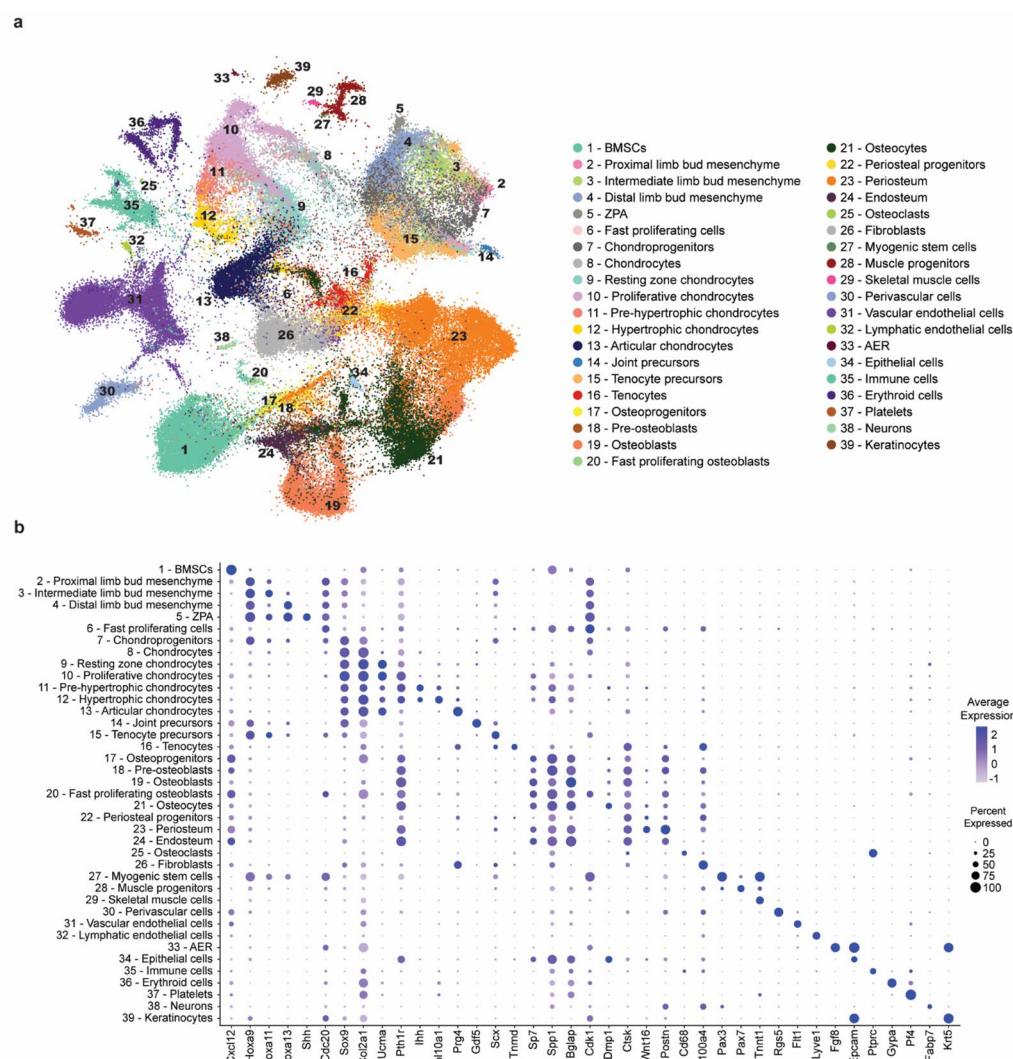 a
39
33
29
28
27
36
5
10
4
8
3
11
2
25
35
9
7
12
37
15
32
14
16
31
13
6
22
26
23
38
20
34
30
17
18
1
24
21
19
1 - BMSCs
2 - Proximal limb bud mesenchyme
3 - Intermediate limb bud mesenchyme
4 - Distal limb bud mesenchyme
5 - ZPA
6 - Fast proliferating cells
7 - Chondroprogenitors
8 - Chondrocytes
9 - Resting zone chondrocytes
10 - Proliferative chondrocytes
11 - Pre-hypertrophic chondrocytes
12 - Hypertrophic chondrocytes
13 - Articular chondrocytes
14 - Joint precursors
15 - Tenocyte precursors
16 - Tenocytes
17 - Osteoprogenitors
18 - Pre-osteoblasts
19 - Osteoblasts
20 - Fast proliferating osteoblasts
21 - Osteocytes
22 - Periosteal progenitors
23 - Periosteum
24 - Endosteum
25 - Osteoclasts
26 - Fibroblasts
27 - Myogenic stem cells
28 - Muscle progenitors
29 - Skeletal muscle cells
30 - Perivascular cells
31 - Vascular endothelial cells
32 - Lymphatic endothelial cells
33 - AER
34 - Epithelial cells
35 - Immune cells
36 - Erythroid cells
37 - Platelets
38 - Neurons
39 - Keratinocytes
b
1 - BMSCs
2 - Proximal limb bud mesenchyme
3 - Intermediate limb bud mesenchyme
4 - Distal limb bud mesenchyme
5 - ZPA
6 - Fast proliferating cells
7 - Chondroprogenitors
8 - Chondrocytes
9 - Resting zone chondrocytes
10 - Proliferative chondrocytes
11 - Pre-hypertrophic chondrocytes
12 - Hypertrophic chondrocytes
13 - Articular chondrocytes
14 - Joint precursors
15 - Tenocyte precursors
16 - Tenocytes
17 - Osteoprogenitors
18 - Pre-osteoblasts
19 - Osteoblasts
20 - Fast proliferating osteoblasts
21 - Osteocytes
22 - Periosteal progenitors
23 - Periosteum
24 - Endosteum
25 - Osteoclasts
26 - Fibroblasts
27 - Myogenic stem cells
28 - Muscle progenitors
29 - Skeletal muscle cells
30 - Perivascular cells
31 - Vascular endothelial cells
32 - Lymphatic endothelial cells
33 - AER
34 - Epithelial cells
35 - Immune cells
36 - Erythroid cells
37 - Platelets
38 - Neurons
39 - Keratinocytes
Average
Expression
2
1
0
-1
Percent
Expressed
0
25
50
75
100
Hoxa9
Shh
Cdc20
Sox9
Ucma
Pth1r
Ihh
Prg4
Gdf5
Scx
Tnmd
Sp7
Spp1
Bglap
Cdk1
Ctsk
Dmp1
Postn
Cd68
Ptprc
Pax3
Pax7
Tnnt1
Rgs5
Flt1
Lyve1
Fgf8
Gypa
Pf4
Krt5